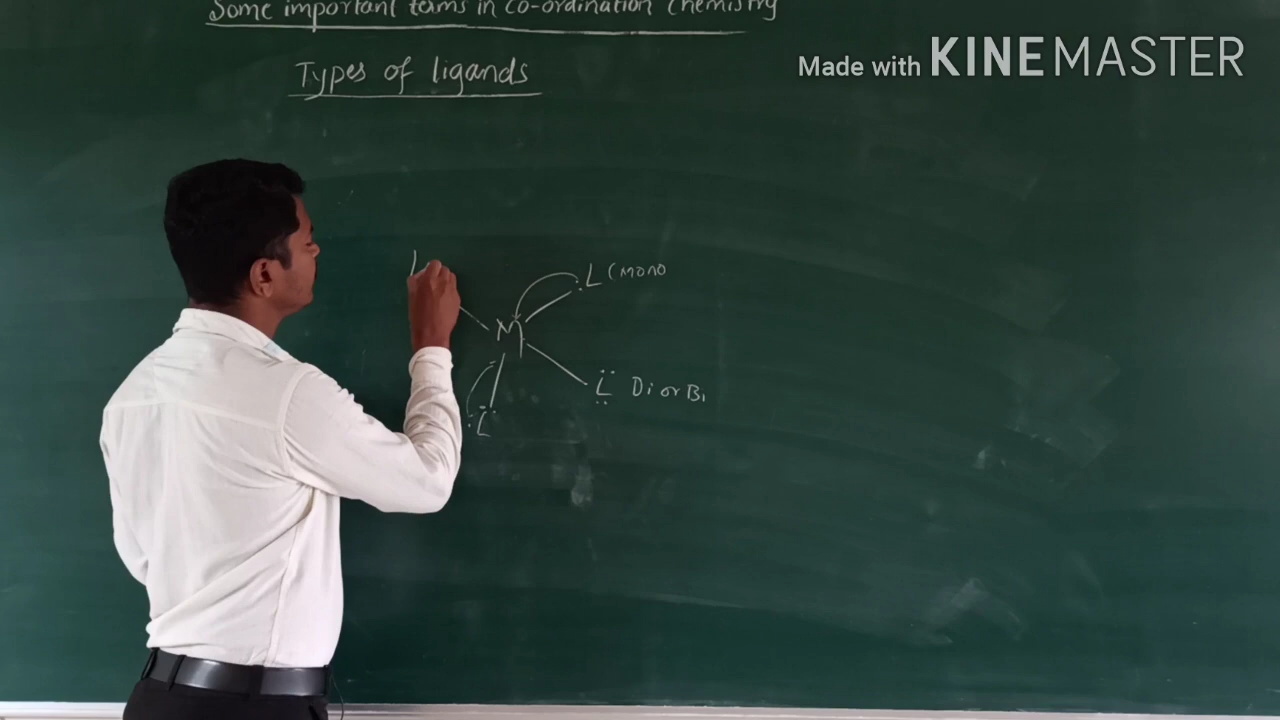 Some important terms in co-ordination chemistry
Made with KINEMASTER
Types of ligands
L (mono
M
L Di or Bi
L